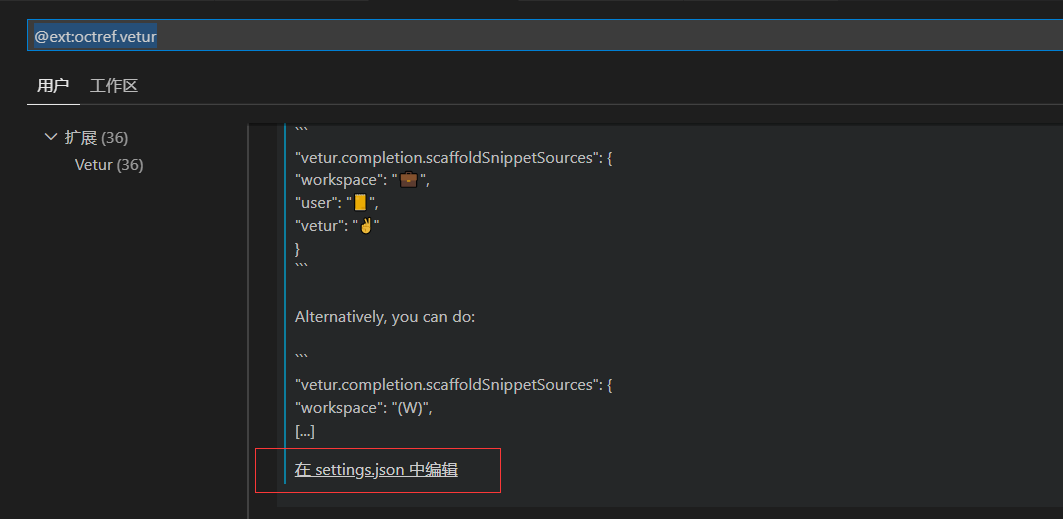 @ext:octref.vetur
用户 工作区
扩展 (36)
Vetur (36)
```
"vetur.completion.scaffoldSnippetSources": {
"workspace": "💼",
"user": "📒",
"vetur": "✌"
}
```
Alternatively, you can do:
```
"vetur.completion.scaffoldSnippetSources": {
"workspace": "(W)",
[...]
在 settings.json 中编辑